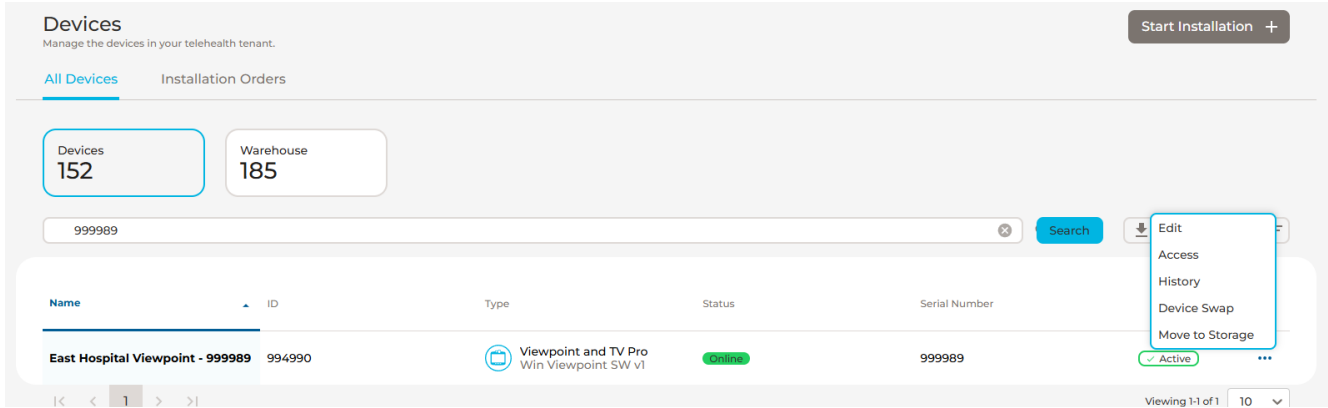 Devices
Manage the devices in your telehealth tenant.
Start Installation +
All Devices
Installation Orders
Devices
152
Warehouse
185
999989
Search
Edit
Access
History
Device Swap
Move to Storage
Name
ID
Type
Status
Serial Number
East Hospital Viewpoint - 999989
994990
Viewpoint and TV Pro
Win Viewpoint SW v1
Online
999989
Active
1
Viewing 1-1 of 1
10